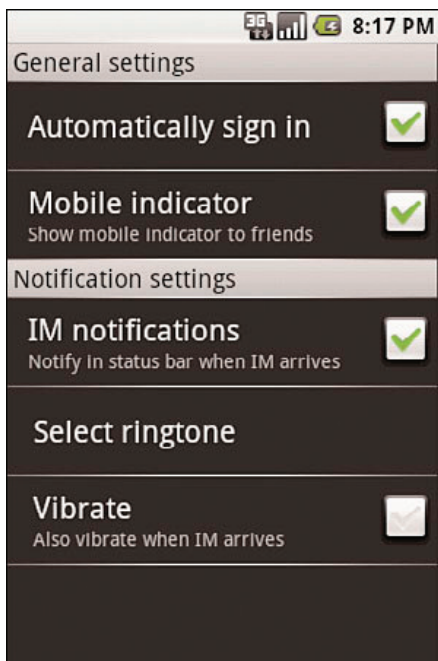 3G 8:17 PM
General settings
Automatically sign in
Mobile indicator
Show mobile indicator to friends
Notification settings
IM notifications
Notify in status bar when IM arrives
Select ringtone
Vibrate
Also vibrate when IM arrives